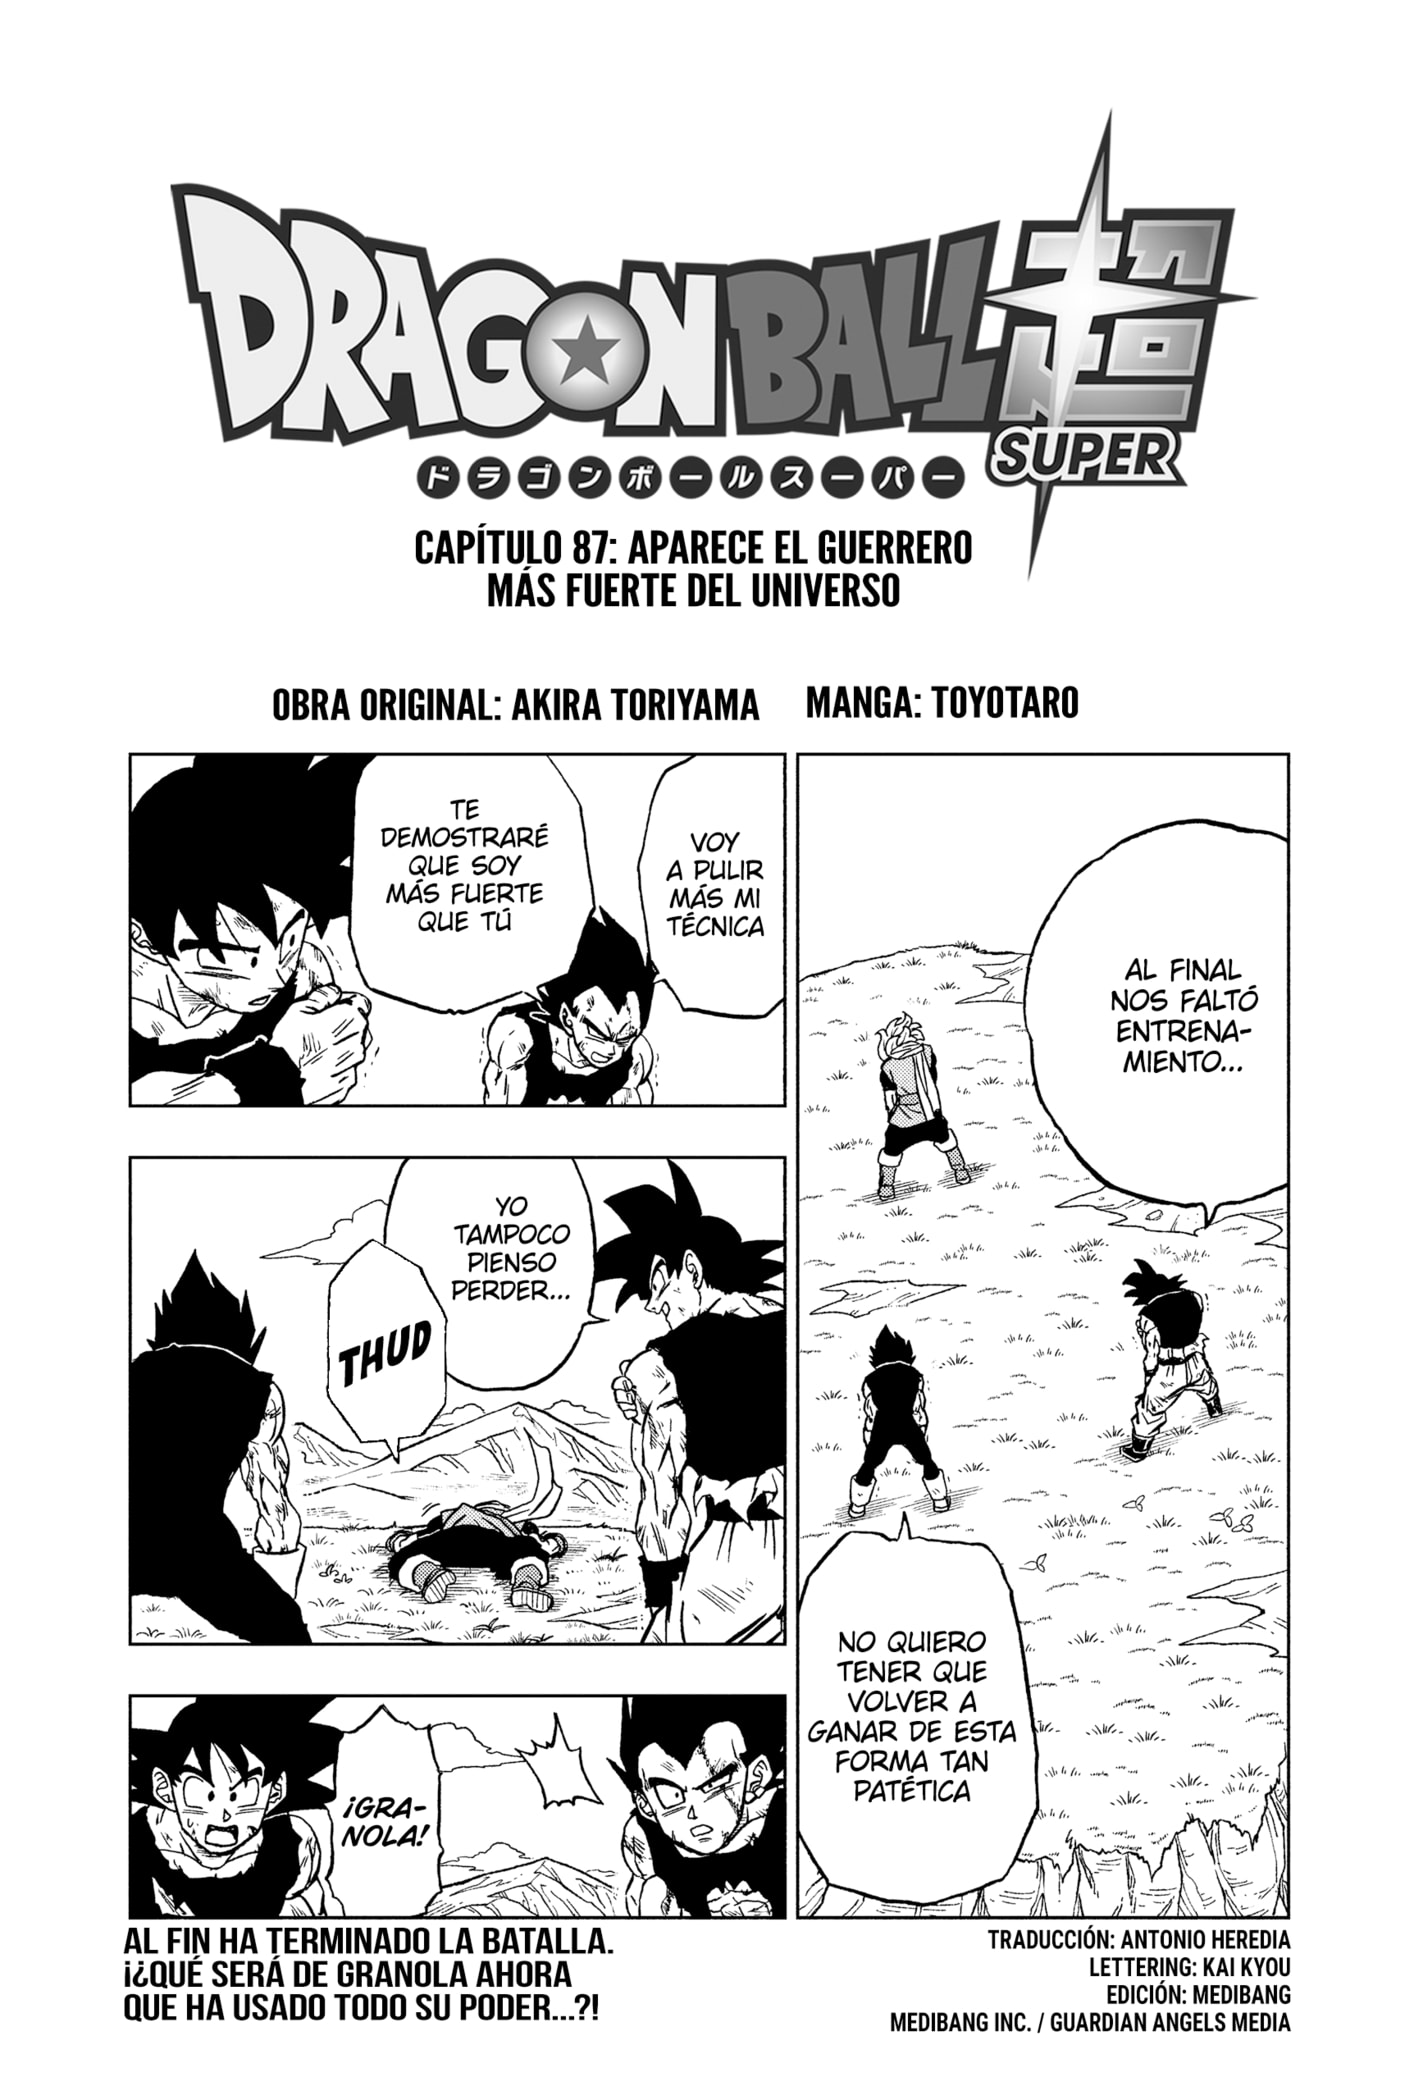 DRAGON BALL 超
SUPER
ドラゴンボールスーパー
CAPÍTULO 87: APARECE EL GUERRERO
MÁS FUERTE DEL UNIVERSO
OBRA ORIGINAL: AKIRA TORIYAMA
MANGA: TOYOTARO
AL FINAL
NOS FALTÓ
ENTRENA-
MIENTO...
NO QUIERO
TENER QUE
VOLVER A
GANAR DE ESTA
FORMA TAN
PATÉTICA
VOY
A PULIR
MÁS MI
TÉCNICA
TE
DEMOSTRARÉ
QUE SOY
MÁS FUERTE
QUE TÚ
YO
TAMPOCO
PIENSO
PERDER...
THUD
¡GRA-
NOLA!
AL FIN HA TERMINADO LA BATALLA.
¡¿QUÉ SERÁ DE GRANOLA AHORA
QUE HA USADO TODO SU PODER...?!
TRADUCCIÓN: ANTONIO HEREDIA
LETTERING: KAI KYOU
EDICIÓN: MEDIBANG
MEDIBANG INC. / GUARDIAN ANGELS MEDIA